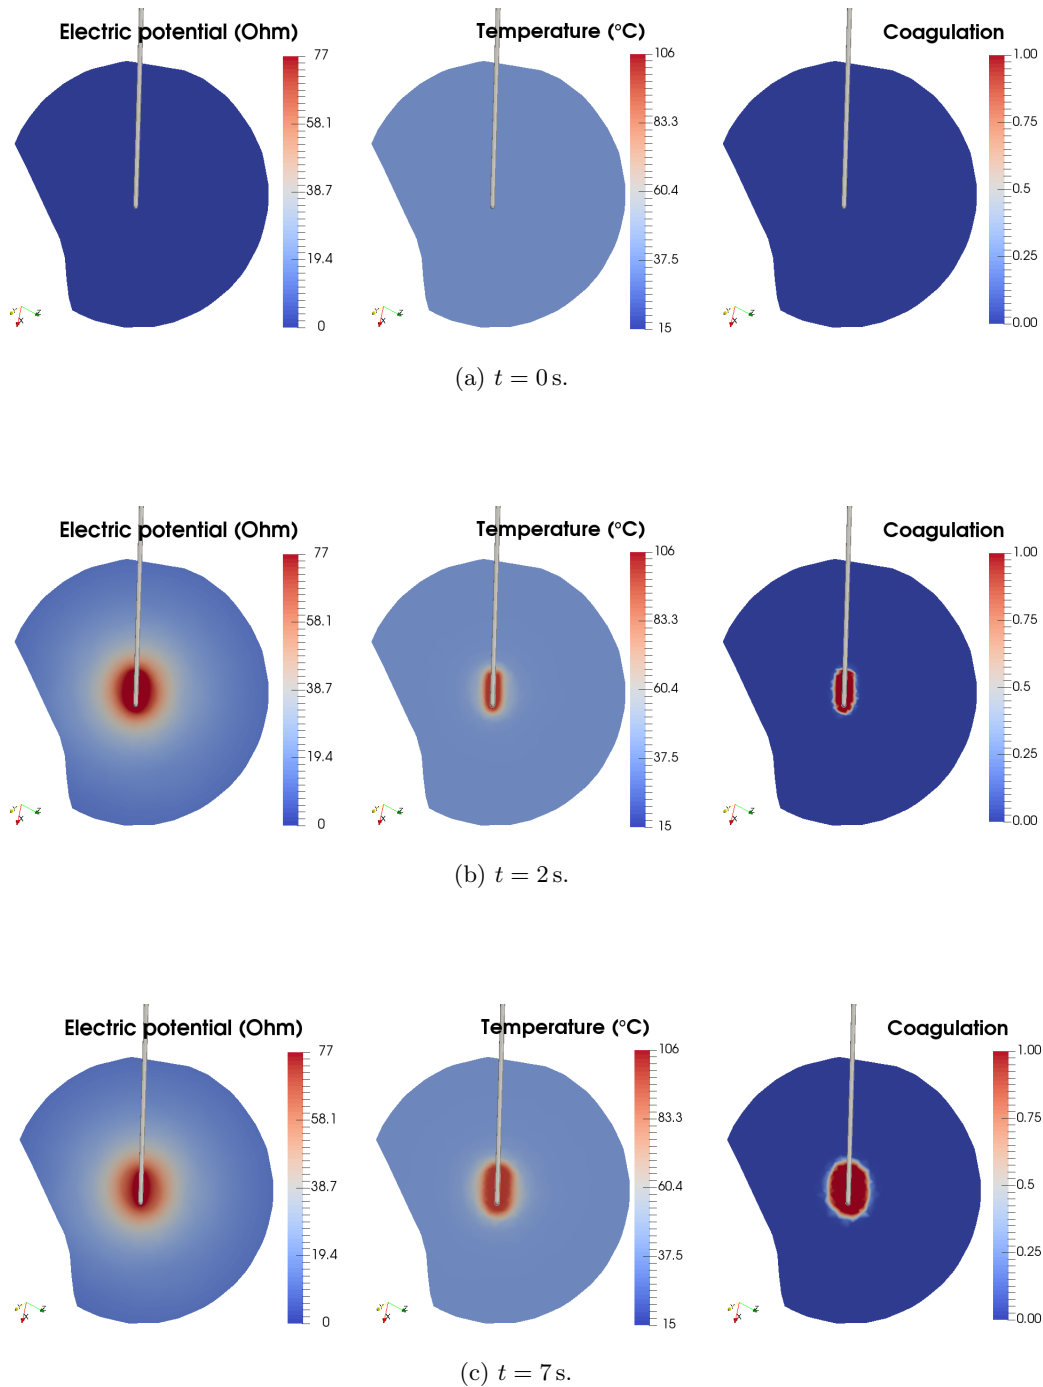 Electric potential (Ohm) Temperature (°C) Coagulation
77 106 1.00
58.1 83.3 0.75
38.7 60.4 0.5
19.4 37.5 0.25
0 15 0.00
Y X Z Y X Z Y X Z
(a) t = 0 s.
Electric potential (Ohm) Temperature (°C) Coagulation
77 106 1.00
58.1 83.3 0.75
38.7 60.4 0.5
19.4 37.5 0.25
0 15 0.00
Y X Z Y X Z Y X Z
(b) t = 2 s.
Electric potential (Ohm) Temperature (°C) Coagulation
77 106 1.00
58.1 83.3 0.75
38.7 60.4 0.5
19.4 37.5 0.25
0 15 0.00
Y X Z Y X Z Y X Z
(c) t = 7 s.